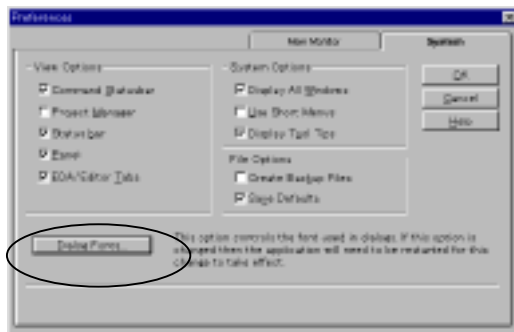 Preferences
New Monitor
System
View Options
Command Statusbar
Project Manager
Statusbar
Panel
EDA/Editor Tabs
System Options
Display All Windows
Use Short Menus
Display Tool Tips
File Options
Create Backup Files
Save Defaults
OK
Cancel
Help
Dialog Fonts...
This option controls the font used in dialogs. If this option is
changed then the application will need to be restarted for this
change to take effect.